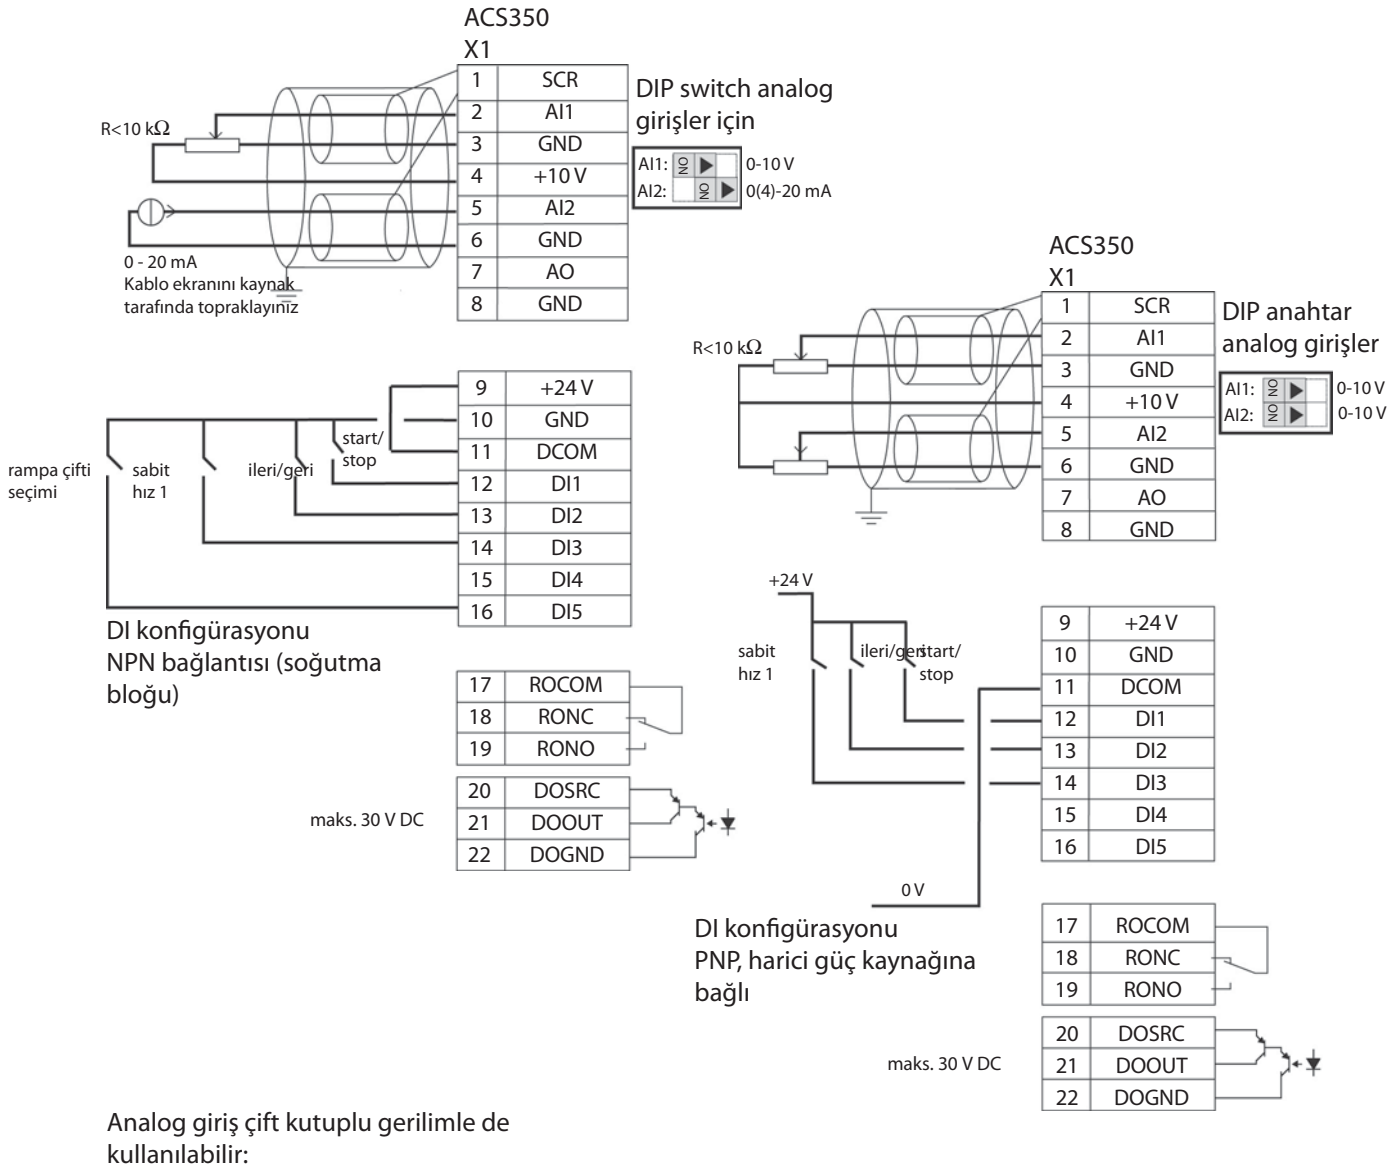 ACS350
X1
1 SCR
2 AI1
3 GND
4 +10 V
5 AI2
6 GND
7 AO
8 GND
DIP switch analog
girişler için
AI1: ON 0-10 V
AI2: ON 0(4)-20 mA
R<10 kΩ
0 - 20 mA
Kablo ekranını kaynak
tarafında topraklayınız
9 +24 V
10 GND
11 DCOM
12 DI1
13 DI2
14 DI3
15 DI4
16 DI5
rampa çifti
seçimi
sabit
hız 1
ileri/geri
start/
stop
DI konfigürasyonu
NPN bağlantısı (soğutma
bloğu)
17 ROCOM
18 RONC
19 RONO
20 DOSRC
21 DOOUT
22 DOGND
maks. 30 V DC
ACS350
X1
1 SCR
2 AI1
3 GND
4 +10 V
5 AI2
6 GND
7 AO
8 GND
DIP anahtar
analog girişler
AI1: ON 0-10 V
AI2: ON 0-10 V
R<10 kΩ
+24 V
9 +24 V
10 GND
11 DCOM
12 DI1
13 DI2
14 DI3
15 DI4
16 DI5
sabit
hız 1
ileri/geri
start/
stop
0 V
DI konfigürasyonu
PNP, harici güç kaynağına
bağlı
17 ROCOM
18 RONC
19 RONO
20 DOSRC
21 DOOUT
22 DOGND
maks. 30 V DC
Analog giriş çift kutuplu gerilimle de
kullanılabilir: